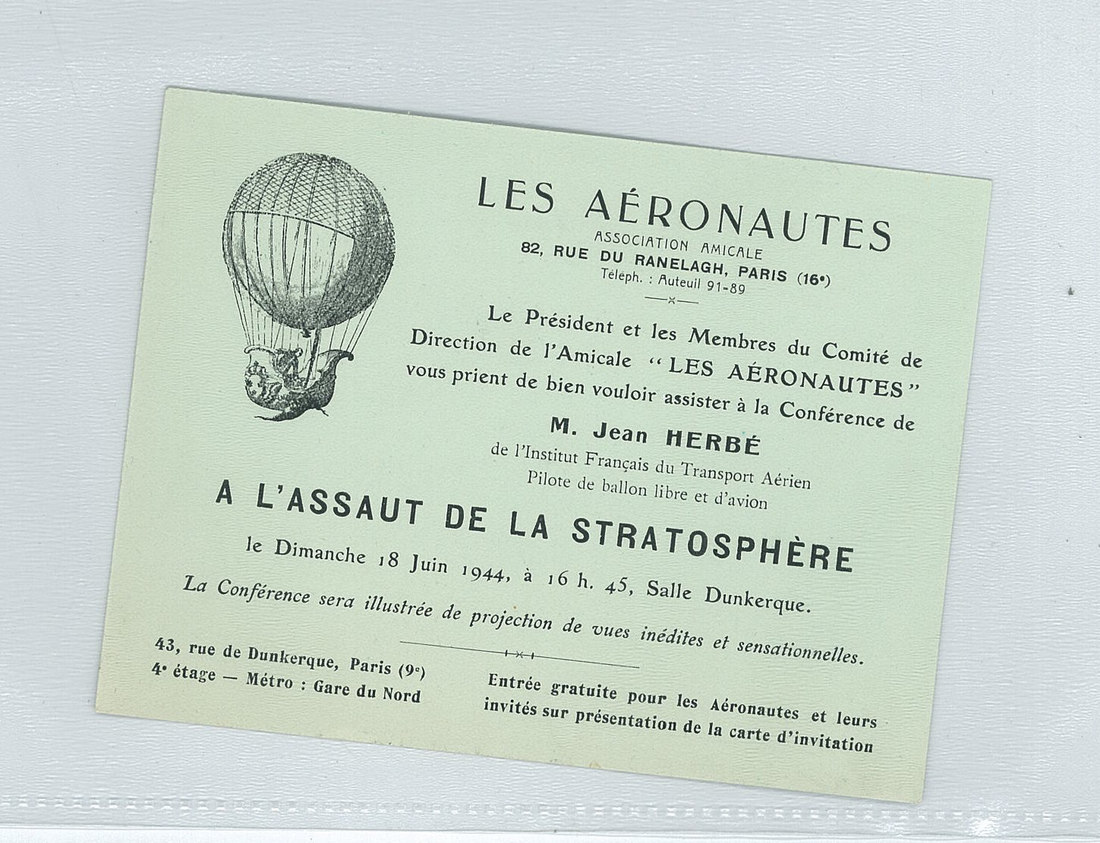 LES AÉRONAUTES
ASSOCIATION AMICALE
82, RUE DU RANELAGH, PARIS (16e)
Téleph. : Auteuil 91-89
Le Président et les Membres du Comité de
Direction de l'Amicale “ LES AÉRONAUTES ”
vous prient de bien vouloir assister à la Conférence de
M. Jean HERBÉ
de l'Institut Français du Transport Aérien
Pilote de ballon libre et d'avion
A L'ASSAUT DE LA STRATOSPHÈRE
le Dimanche 18 Juin 1944, à 16 h. 45, Salle Dunkerque.
La Conférence sera illustrée de projection de vues inédites et sensationnelles.
43, rue de Dunkerque, Paris (9e)
4e étage — Métro : Gare du Nord
Entrée gratuite pour les Aéronautes et leurs
invités sur présentation de la carte d'invitation